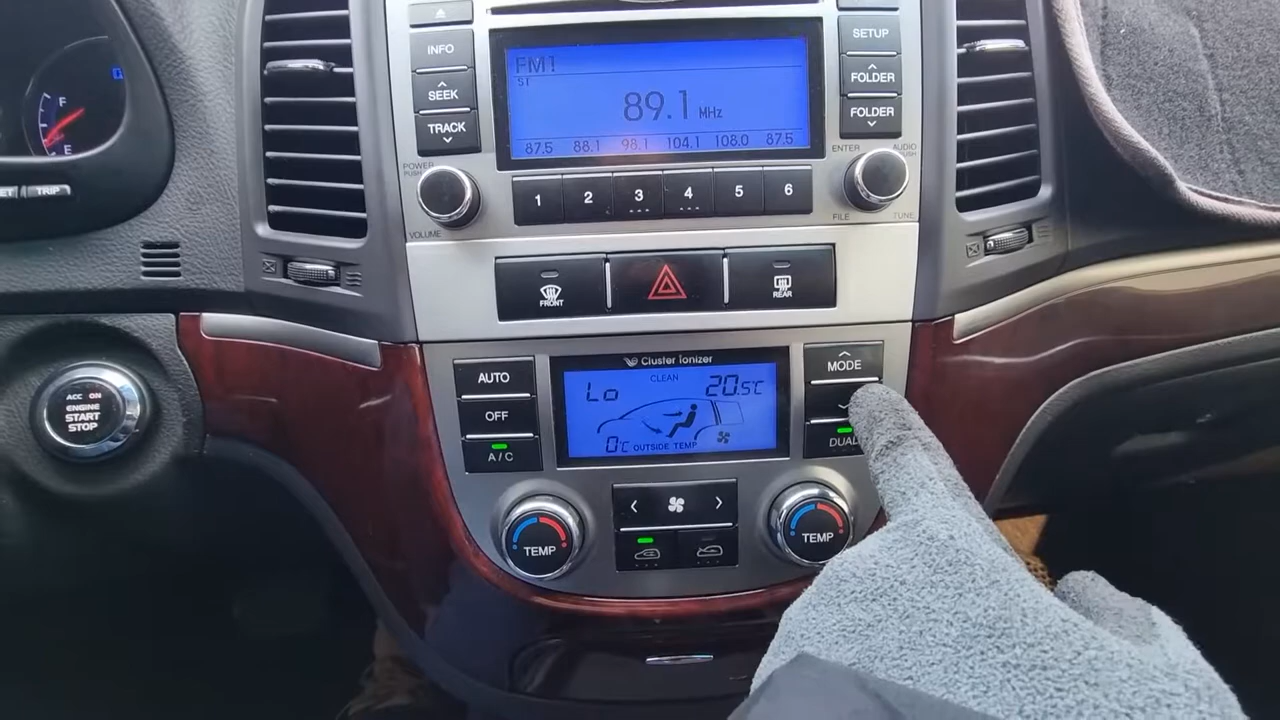 INFO
SEEK
TRACK
POWER
PUSH
VOLUME
FM1
ST
89.1 MHz
87.5 88.1 98.1 104.1 108.0 87.5
1 2 3 4 5 6
SETUP
FOLDER
FOLDER
ENTER
AUDIO
PUSH
FILE
TUNE
F
E
TRIP
FRONT
REAR
ACC ON
ENGINE
START
STOP
AUTO
OFF
A/C
Cluster ionizer
CLEAN
Lo 20.5°C
0°C OUTSIDE TEMP
MODE
DUAL
TEMP
TEMP